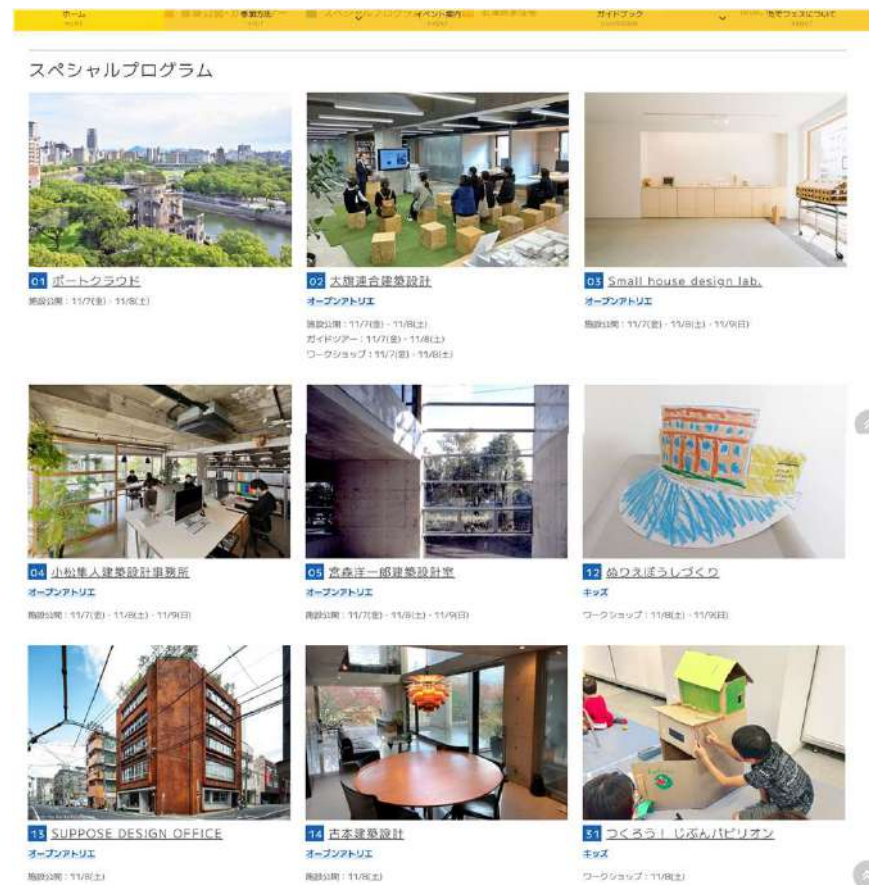 ホーム
イベント案内
ガイドブック
スペシャルプログラム
01 ポートクラウド
施設公開：11/7(金)・11/8(土)
02 大旗連合建築設計
オープンアトリエ
施設公開：11/7(金)・11/8(土)
ガイドツアー：11/7(金)・11/8(土)
ワークショップ：11/7(金)・11/8(土)
03 Small house design lab.
オープンアトリエ
施設公開：11/7(金)・11/8(土)・11/9(日)
04 小松隼人建築設計事務所
オープンアトリエ
施設公開：11/7(金)・11/8(土)・11/9(日)
05 宮森洋一郎建築設計室
オープンアトリエ
施設公開：11/7(金)・11/8(土)・11/9(日)
12 ぬりえぼうしづくり
キッズ
ワークショップ：11/8(土)・11/9(日)
13 SUPPOSE DESIGN OFFICE
オープンアトリエ
施設公開：11/8(土)
14 古本建築設計
オープンアトリエ
施設公開：11/8(土)
31 つくろう！ じぶんパビリオン
キッズ
ワークショップ：11/8(土)